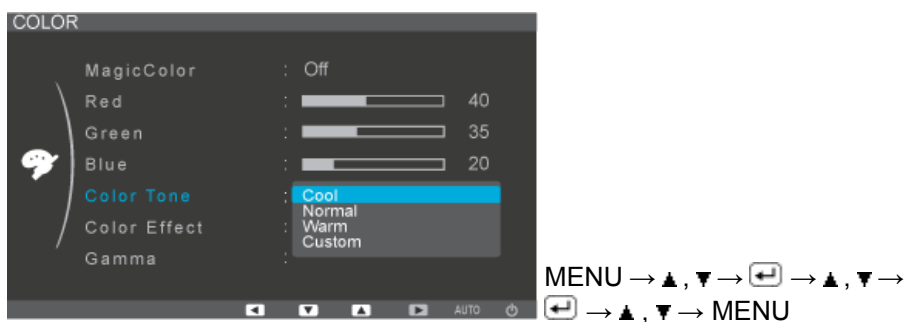 COLOR
MagicColor : Off
Red : 40
Green : 35
Blue : 20
Color Tone : Cool
Normal
Color Effect : Warm
Custom
Gamma :
AUTO
MENU → ▲ , ▼ → ↵ → ▲ , ▼ →
↵ → ▲ , ▼ → MENU